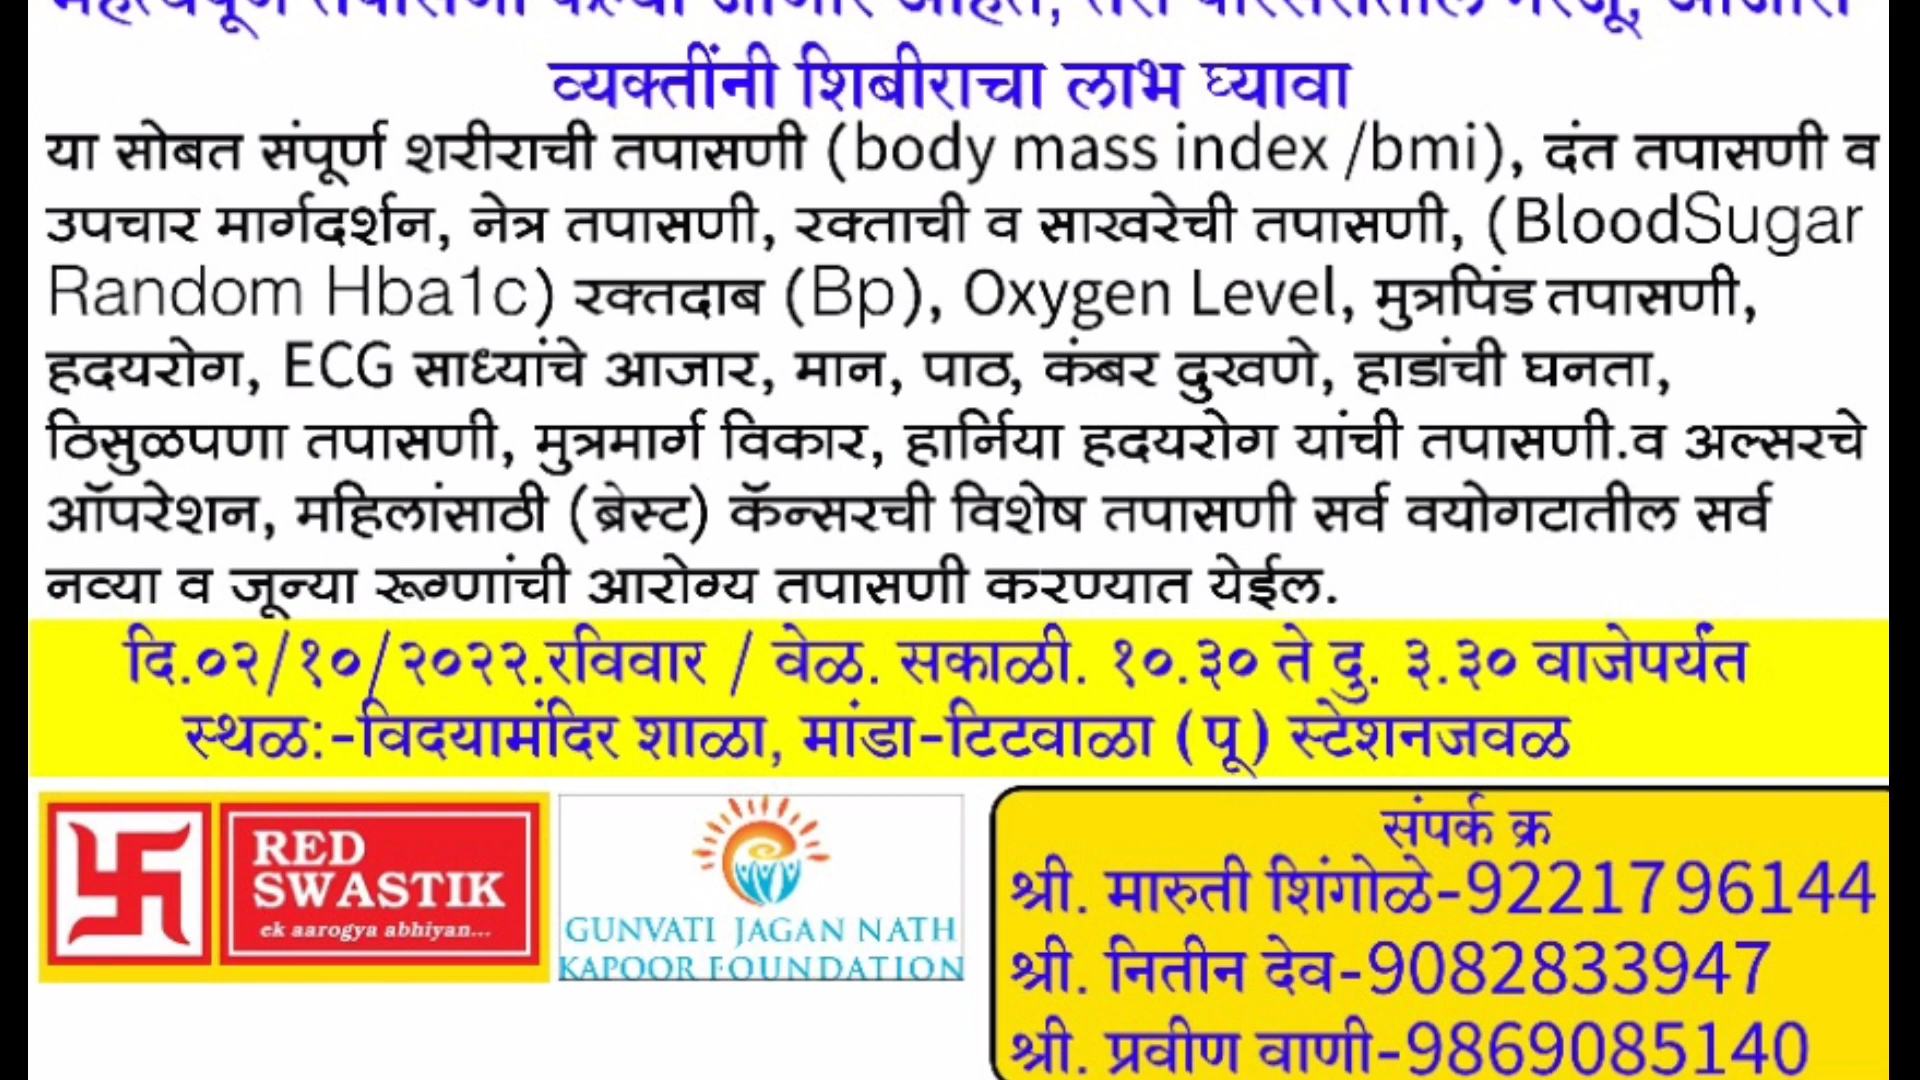 व्यक्तींनी शिबीराचा लाभ घ्यावा
या सोबत संपूर्ण शरीराची तपासणी (body mass index /bmi), दंत तपासणी व
उपचार मार्गदर्शन, नेत्र तपासणी, रक्ताची व साखरेची तपासणी, (BloodSugar
Random Hba1c) रक्तदाब (Bp), Oxygen Level, मुत्रपिंड तपासणी,
हदयरोग, ECG साध्यांचे आजार, मान, पाठ, कंबर दुखणे, हाडांची घनता,
ठिसुळपणा तपासणी, मुत्रमार्ग विकार, हार्निया हदयरोग यांची तपासणी.व अल्सरचे
ऑपरेशन, महिलांसाठी (ब्रेस्ट) कॅन्सरची विशेष तपासणी सर्व वयोगटातील सर्व
नव्या व जून्या रूग्णांची आरोग्य तपासणी करण्यात येईल.
दि.०२/१०/२०२२.रविवार / वेळ. सकाळी. १०.३० ते दु. ३.३० वाजेपर्यंत
स्थळ:-विदयामंदिर शाळा, मांडा-टिटवाळा (पू) स्टेशनजवळ
RED
SWASTIK
ek aarogya abhiyan...
GUNVATI JAGAN NATH
KAPOOR FOUNDATION
संपर्क क्र
श्री. मारुती शिंगोळे-9221796144
श्री. नितीन देव-9082833947
श्री. प्रवीण वाणी-9869085140